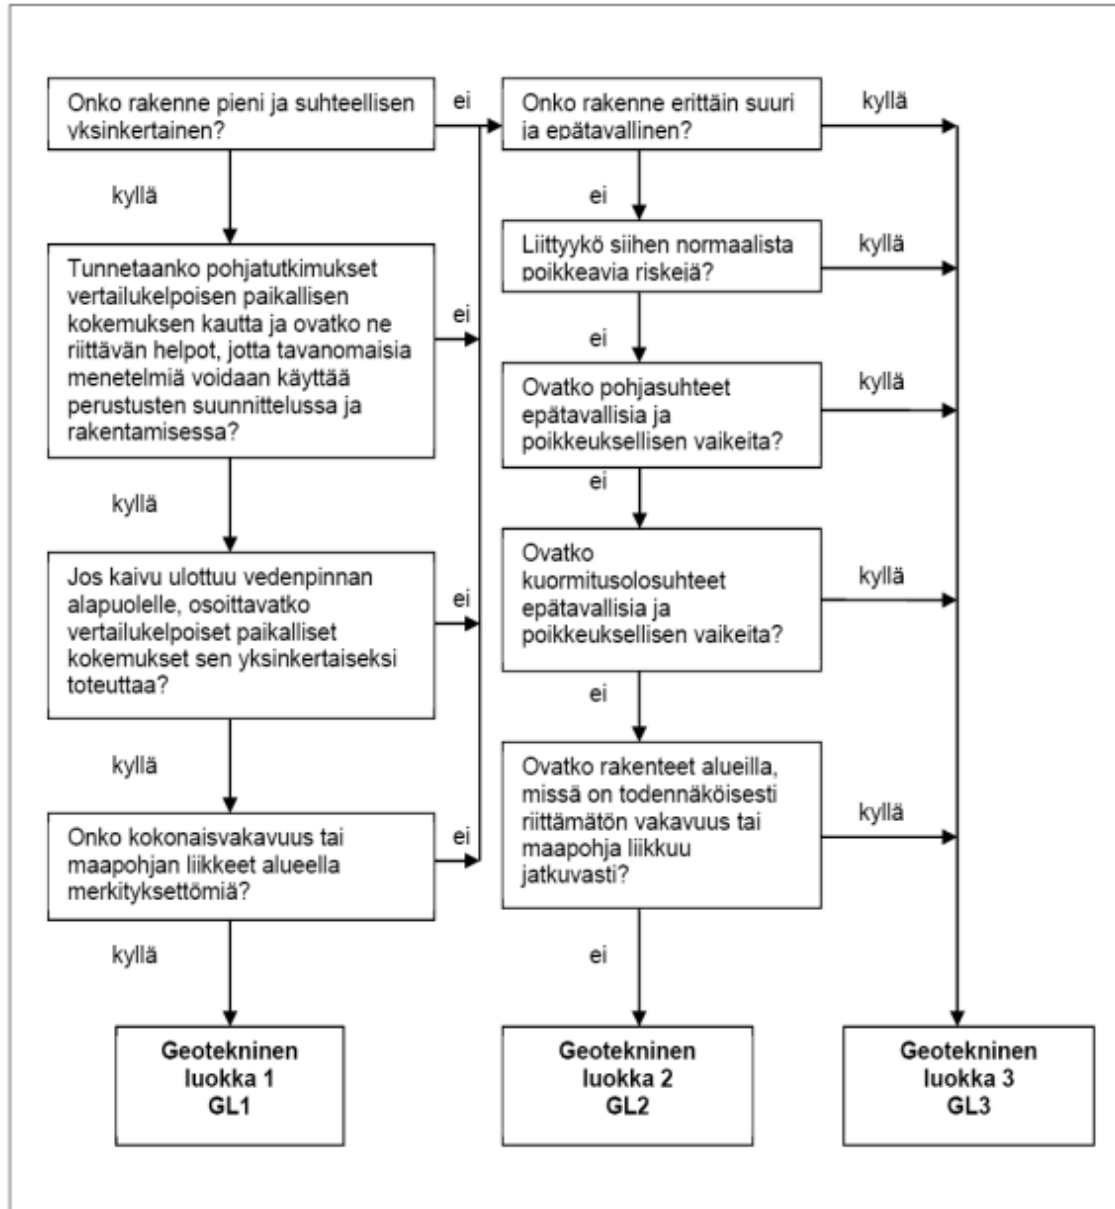 Onko rakenne pieni ja suhteellisen
yksinkertainen?
ei
kyllä
Tunnetaanko pohjatutkimukset
vertailukelpoisen paikallisen
kokemuksen kautta ja ovatko ne
riittävän helpot, jotta tavanomaisia
menetelmiä voidaan käyttää
perustusten suunnittelussa ja
rakentamisessa?
ei
kyllä
Jos kaivu ulottuu vedenpinnan
alapuolelle, osoittavatko
vertailukelpoiset paikalliset
kokemukset sen yksinkertaiseksi
toteuttaa?
ei
kyllä
Onko kokonaisvakavuus tai
maapohjan liikkeet alueella
merkityksettömiä?
ei
kyllä
Geotekninen
luokka 1
GL1
Onko rakenne erittäin suuri
ja epätavallinen?
kyllä
ei
Liittyykö siihen normaalista
poikkeavia riskejä?
kyllä
ei
Ovatko pohjasuhteet
epätavallisia ja
poikkeuksellisen vaikeita?
kyllä
ei
Ovatko
kuormitusolosuhteet
epätavallisia ja
poikkeuksellisen vaikeita?
kyllä
ei
Ovatko rakenteet alueilla,
missä on todennäköisesti
riittämätön vakavuus tai
maapohja liikkuu
jatkuvasti?
kyllä
ei
Geotekninen
luokka 2
GL2
Geotekninen
luokka 3
GL3